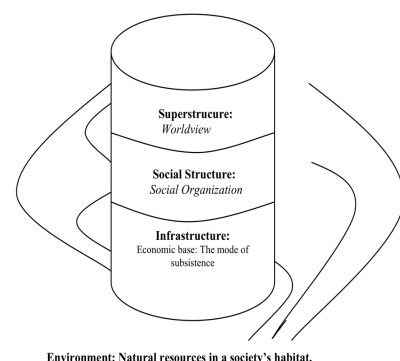 Superstrucure:
Worldview
Social Structure:
Social Organization
Infrastructure:
Economic base: The mode of
subsistence
Environment: Natural resources in a society's habitat.